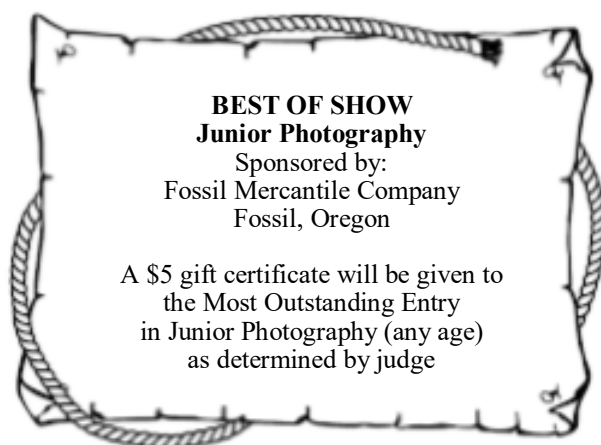 BEST OF SHOW
Junior Photography
Sponsored by:
Fossil Mercantile Company
Fossil, Oregon
A $5 gift certificate will be given to
the Most Outstanding Entry
in Junior Photography (any age)
as determined by judge